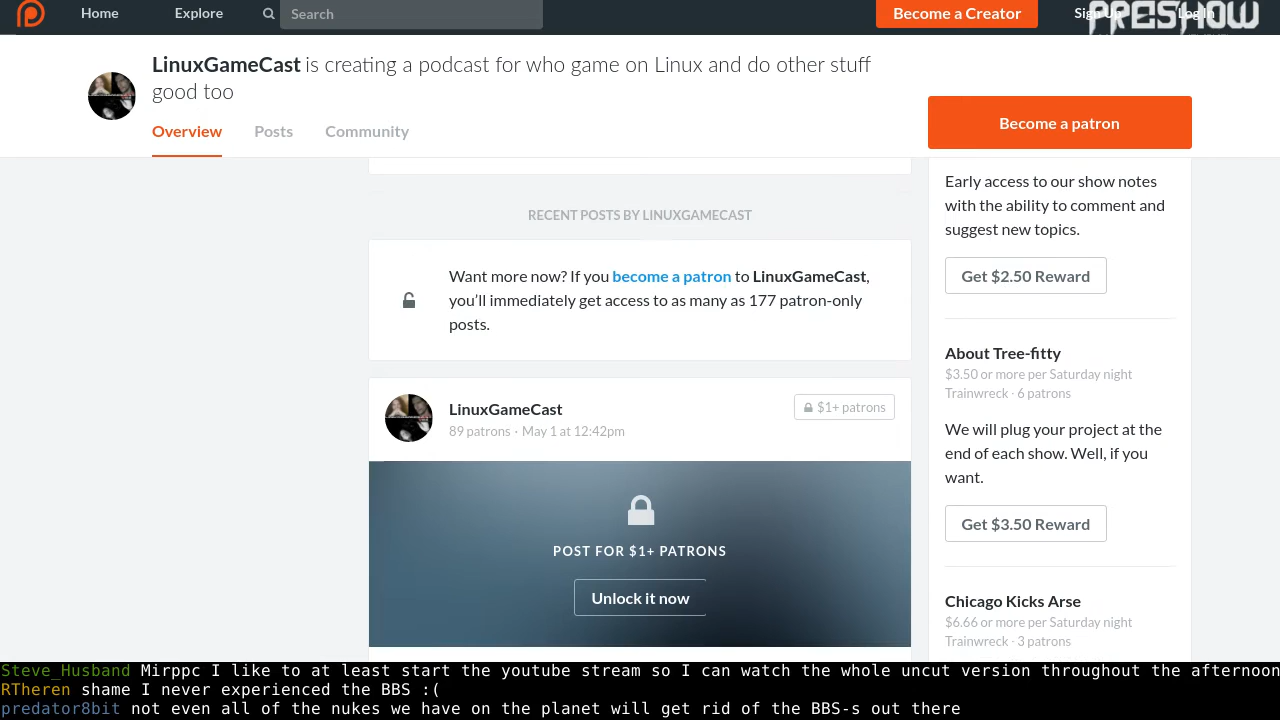 Home
Explore
Search
Become a Creator
Sign Up
Log In
PRESHOW
LinuxGameCast is creating a podcast for who game on Linux and do other stuff
good too
Overview
Posts
Community
Become a patron
RECENT POSTS BY LINUXGAMECAST
Want more now? If you become a patron to LinuxGameCast,
you'll immediately get access to as many as 177 patron-only
posts.
LinuxGameCast
89 patrons · May 1 at 12:42pm
$1+ patrons
POST FOR $1+ PATRONS
Unlock it now
Early access to our show notes
with the ability to comment and
suggest new topics.
Get $2.50 Reward
About Tree-fitty
$3.50 or more per Saturday night
Trainwreck · 6 patrons
We will plug your project at the
end of each show. Well, if you
want.
Get $3.50 Reward
Chicago Kicks Arse
$6.66 or more per Saturday night
Trainwreck · 3 patrons
Steve_Husband Mirppc I like to at least start the youtube stream so I can watch the whole uncut version throughout the afternoon
RTheren shame I never experienced the BBS :(
predator8bit not even all of the nukes we have on the planet will get rid of the BBS-s out there